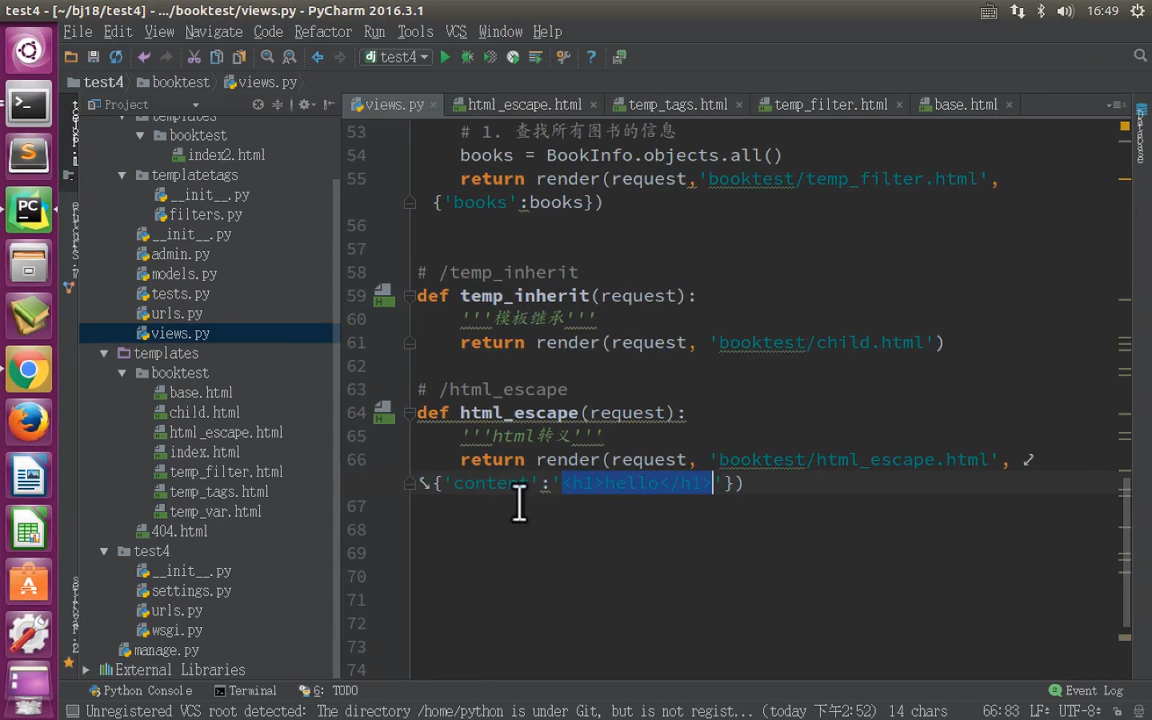 test4 - [~/bj18/test4] - .../booktest/views.py - PyCharm 2016.3.1
16:49
File Edit View Navigate Code Refactor Run Tools VCS Window Help
dj test4
test4 booktest views.py
Project
views.py html_escape.html temp_tags.html temp_filter.html base.html
templates
booktest
index2.html
templatetags
__init__.py
filters.py
__init__.py
admin.py
models.py
tests.py
urls.py
views.py
templates
booktest
base.html
child.html
html_escape.html
index.html
temp_filter.html
temp_tags.html
temp_var.html
404.html
test4
__init__.py
settings.py
urls.py
wsgi.py
manage.py
External Libraries
53 # 1. 查找所有图书的信息
54 books = BookInfo.objects.all()
55 return render(request,'booktest/temp_filter.html',
{'books':books})
56
57
58 # /temp_inherit
59 def temp_inherit(request):
60 '''模板继承'''
61 return render(request, 'booktest/child.html')
62
63 # /html_escape
64 def html_escape(request):
65 '''html转义'''
66 return render(request, 'booktest/html_escape.html',
{'content':'<h1>hello</h1>'})
67
68
69
70
71
72
73
74
Python Console Terminal 6: TODO Event Log
Unregistered VCS root detected: The directory /home/python is under Git, but is not regist... (today 下午2:52) 14 chars 66:83 LF÷ UTF-8÷